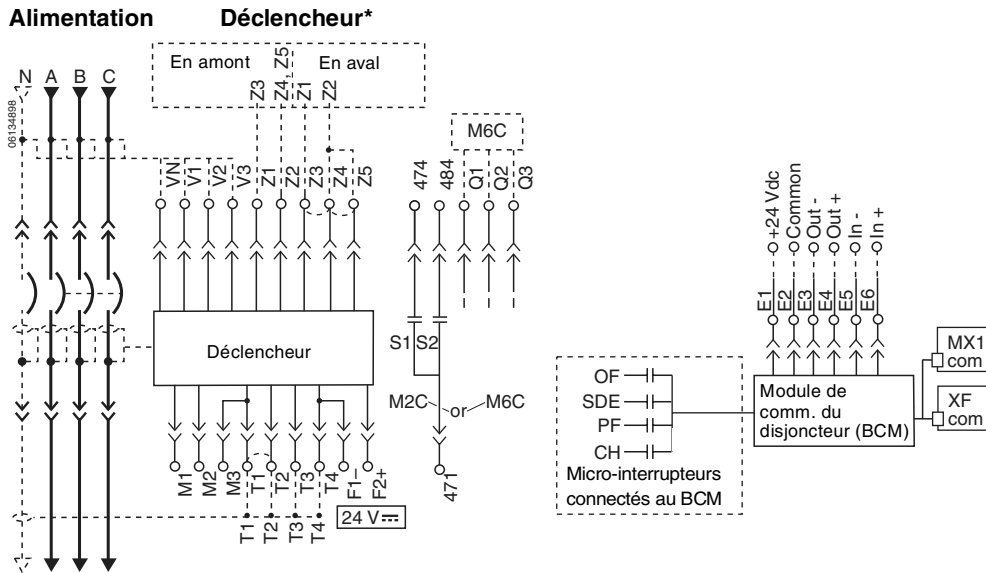 Alimentation
Déclencheur*
En amont
En aval
Z3
Z4, Z5
Z1
Z2
N A B C
06134898
M6C
VN
V1
V2
V3
Z1
Z2
Z3
Z4
Z5
474
484
Q1
Q2
Q3
+24 Vdc
Common
Out -
Out +
In -
In +
E1
E2
E3
E4
E5
E6
Déclencheur
S1 S2
M2C or M6C
471
M1
M2
M3
T1
T2
T3
T4
F1–
F2+
T1
T2
T3
T4
24 V
OF
SDE
PF
CH
Micro-interrupteurs
connectés au BCM
Module de
comm. du
disjoncteur (BCM)
MX1
com
XF
com